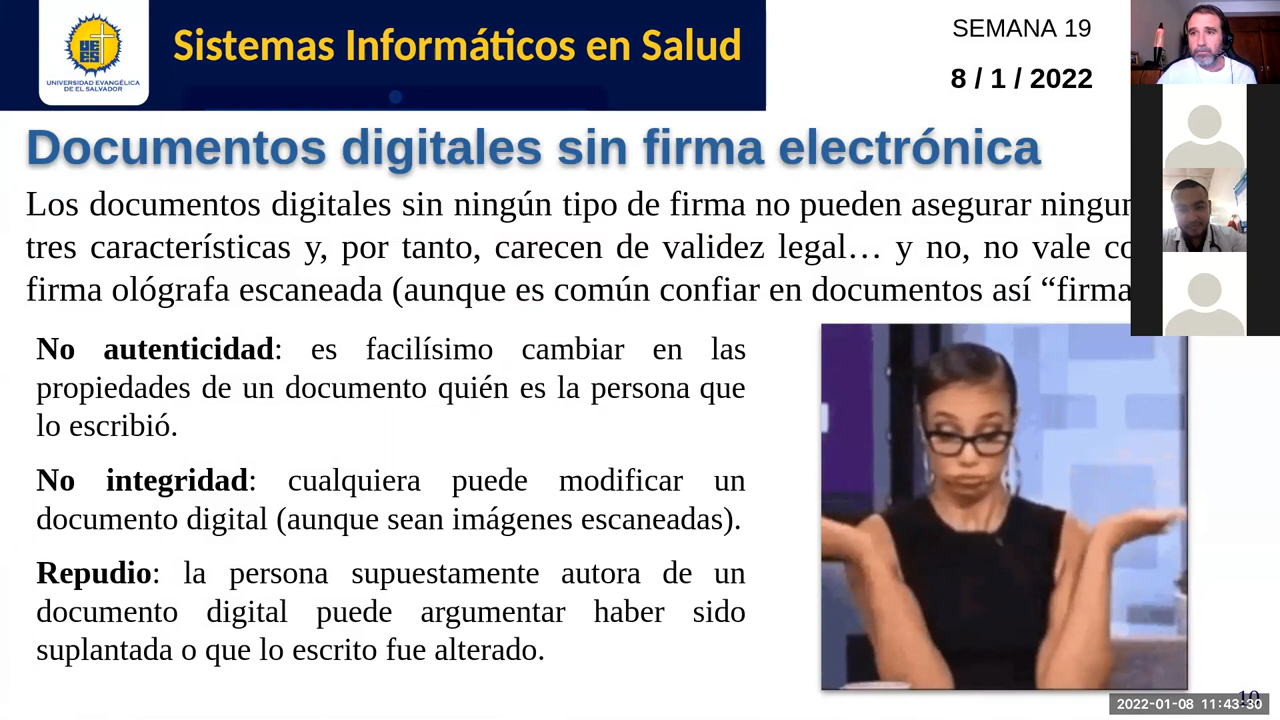 UNIVERSIDAD EVANGÉLICA
DE EL SALVADOR
Sistemas Informáticos en Salud
SEMANA 19
8 / 1 / 2022
Documentos digitales sin firma electrónica
Los documentos digitales sin ningún tipo de firma no pueden asegurar
tres características y, por tanto, carecen de validez legal… y no, no vale
firma ológrafa escaneada (aunque es común confiar en documentos así “firma
No autenticidad: es facilísimo cambiar en las
propiedades de un documento quién es la persona que
lo escribió.
No integridad: cualquiera puede modificar un
documento digital (aunque sean imágenes escaneadas).
Repudio: la persona supuestamente autora de un
documento digital puede argumentar haber sido
suplantada o que lo escrito fue alterado.
2022-01-08 11:43:30